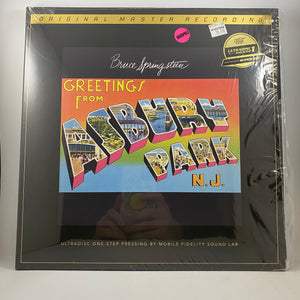 ORIGINAL MASTER RECORDING
Bruce Springsteen
GREETINGS
FROM
ASBURY
PARK
N.J.
ULTRADISC ONE-STEP PRESSING BY MOBILE FIDELITY SOUND LAB